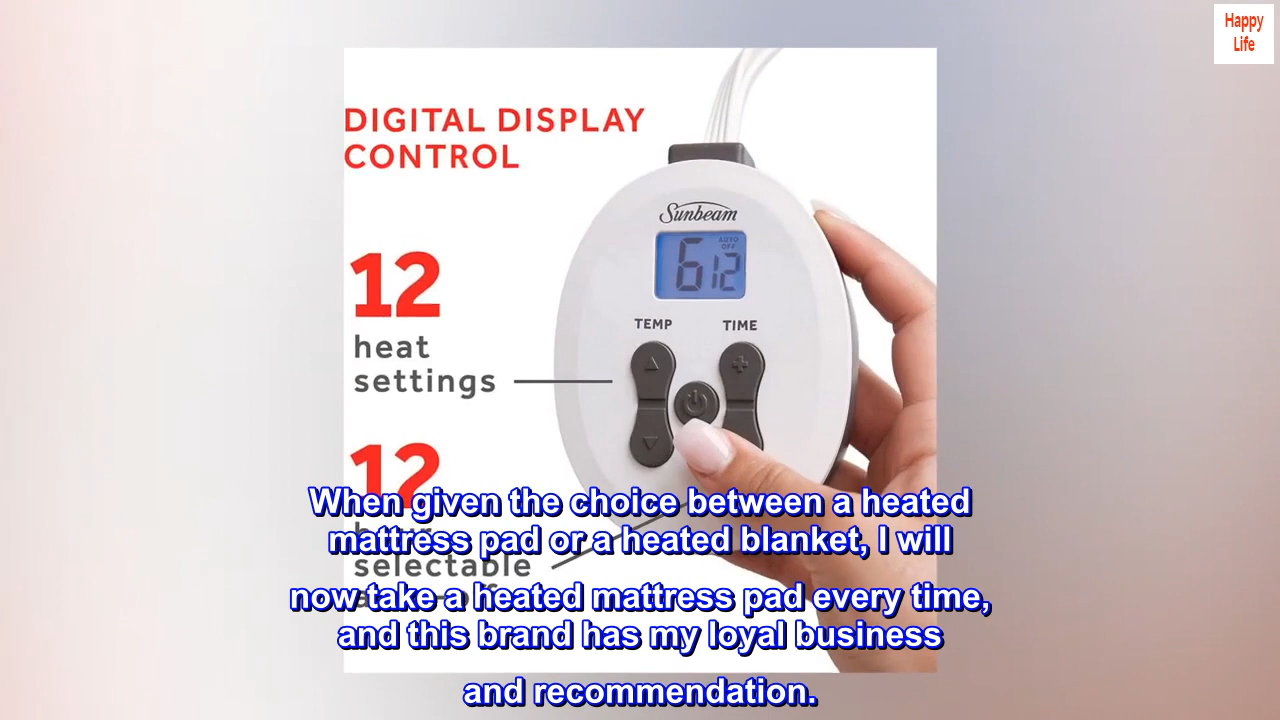 Happy
Life
DIGITAL DISPLAY
CONTROL
Sunbeam
AUTO
OFF
6 12
TEMP TIME
12
heat
settings
12
selectable
When given the choice between a heated
mattress pad or a heated blanket, I will
now take a heated mattress pad every time,
and this brand has my loyal business
and recommendation.